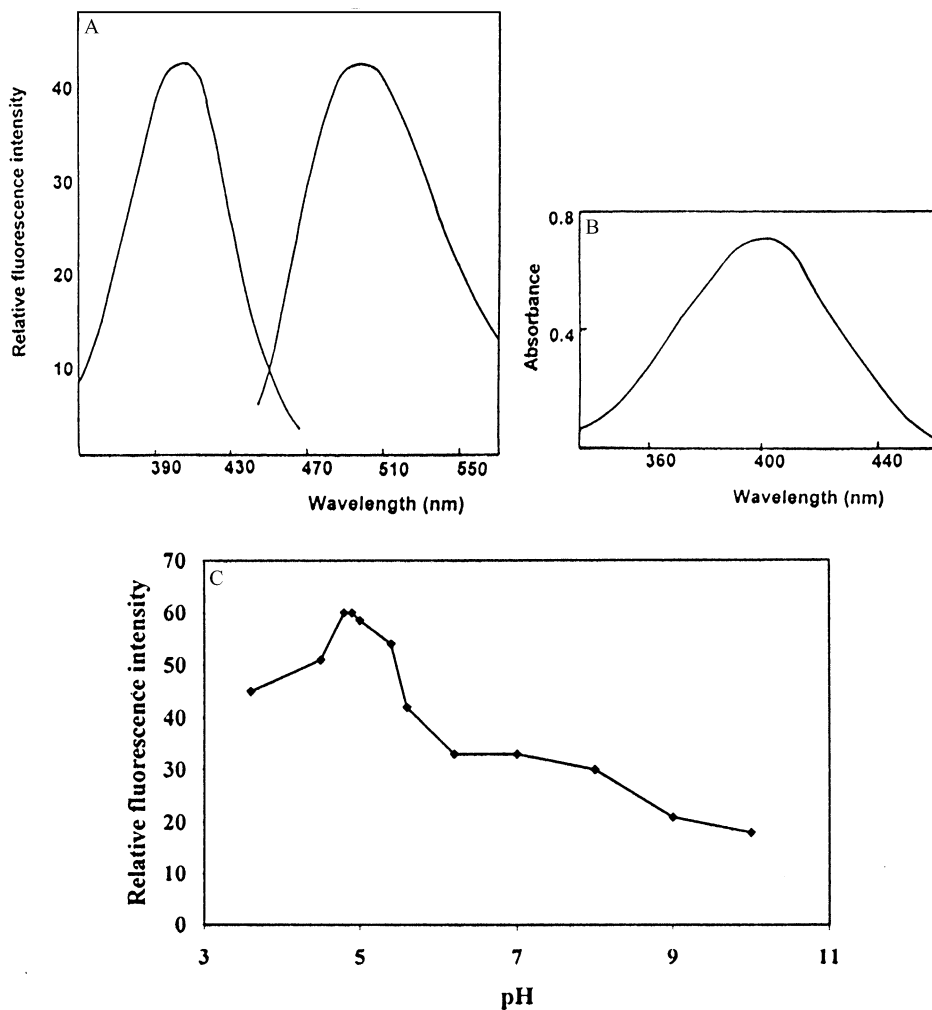 A
Relative fluorescence intensity
40
30
20
10
390 430 470 510 550
Wavelength (nm)
B
Absorbance
0.8
0.4
360 400 440
Wavelength (nm)
C
Relative fluorescence intensity
70
60
50
40
30
20
10
0
3 5 7 9 11
pH